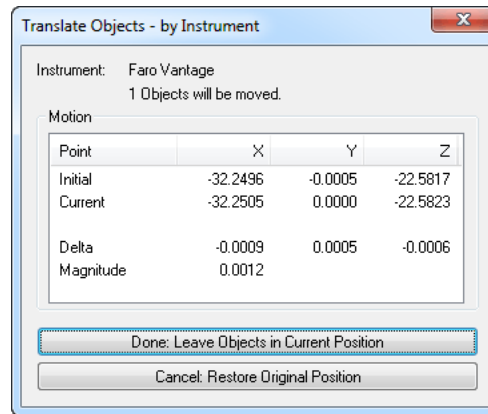 Translate Objects - by Instrument
Instrument: Faro Vantage
1 Objects will be moved.
Motion
Point X Y Z
Initial -32.2496 -0.0005 -22.5817
Current -32.2505 0.0000 -22.5823
Delta -0.0009 0.0005 -0.0006
Magnitude 0.0012
Done: Leave Objects in Current Position
Cancel: Restore Original Position